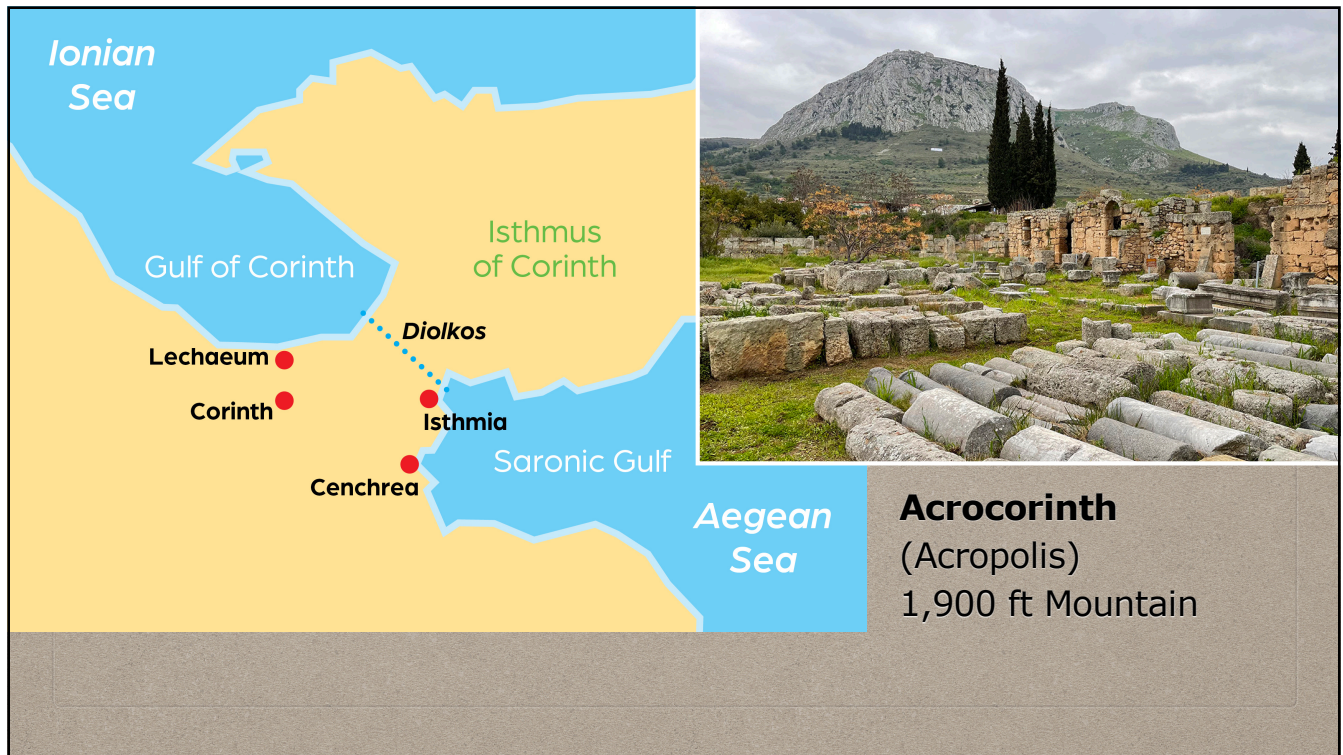 Ionian
Sea
Isthmus
of Corinth
Gulf of Corinth
Diolkos
Lechaeum
Corinth
Isthmia
Saronic Gulf
Cenchrea
Aegean
Sea
Acrocorinth
(Acropolis)
1,900 ft Mountain